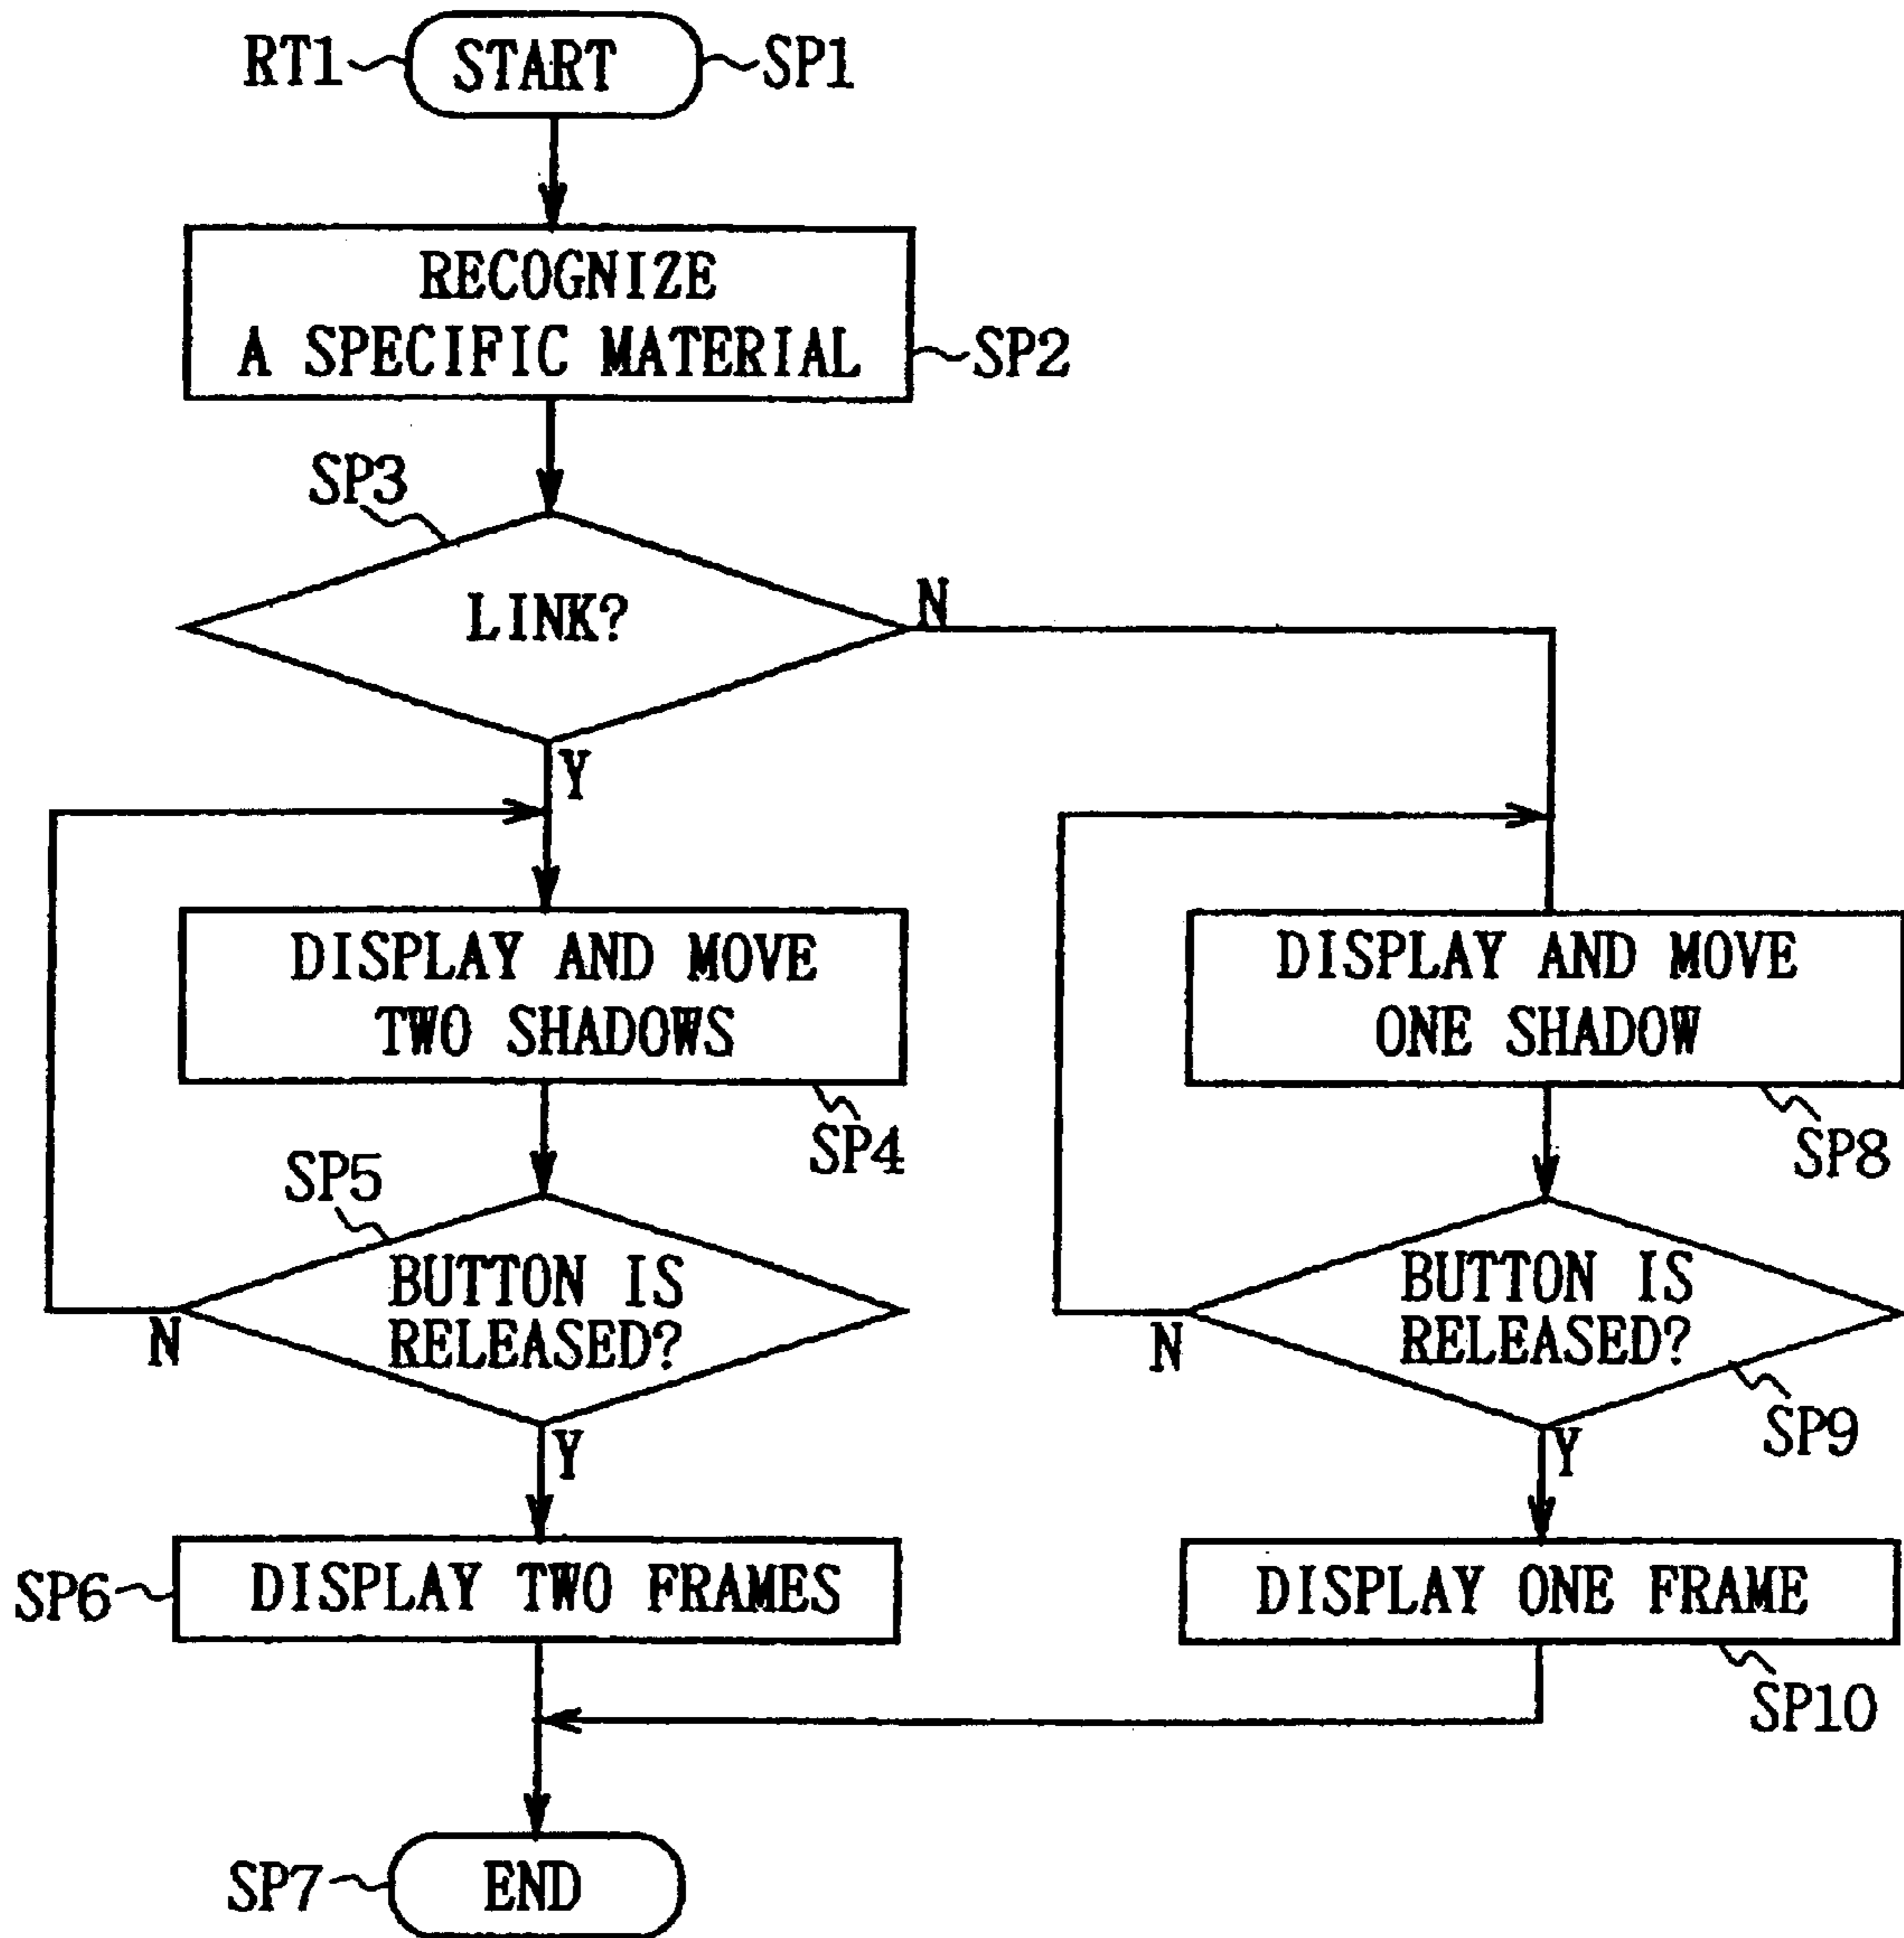 RT1
START
SP1
RECOGNIZE
A SPECIFIC MATERIAL
SP2
SP3
LINK?
N
Y
DISPLAY AND MOVE
TWO SHADOWS
SP4
SP5
BUTTON IS
RELEASED?
N
Y
SP6
DISPLAY TWO FRAMES
DISPLAY AND MOVE
ONE SHADOW
SP8
BUTTON IS
RELEASED?
N
SP9
Y
DISPLAY ONE FRAME
SP10
SP7
END